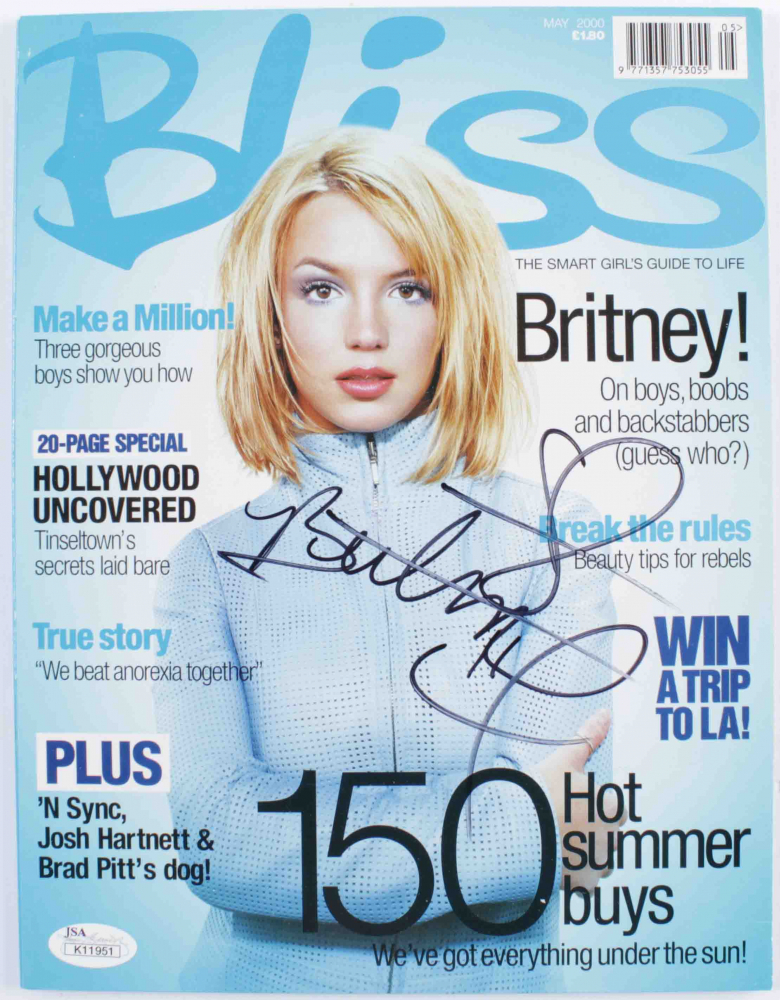 MAY 2000
£1.80
05>
9 771357 753055
Bliss
THE SMART GIRL'S GUIDE TO LIFE
Make a Million!
Three gorgeous
boys show you how
Britney!
On boys, boobs
and backstabbers
(guess who?)
20-PAGE SPECIAL
HOLLYWOOD
UNCOVERED
Tinseltown's
secrets laid bare
Break the rules
Beauty tips for rebels
True story
"We beat anorexia together"
WIN
A TRIP
TO LA!
PLUS
'N Sync,
Josh Hartnett &
Brad Pitt's dog!
150
Hot
summer
buys
We've got everything under the sun!
JSA
K11951